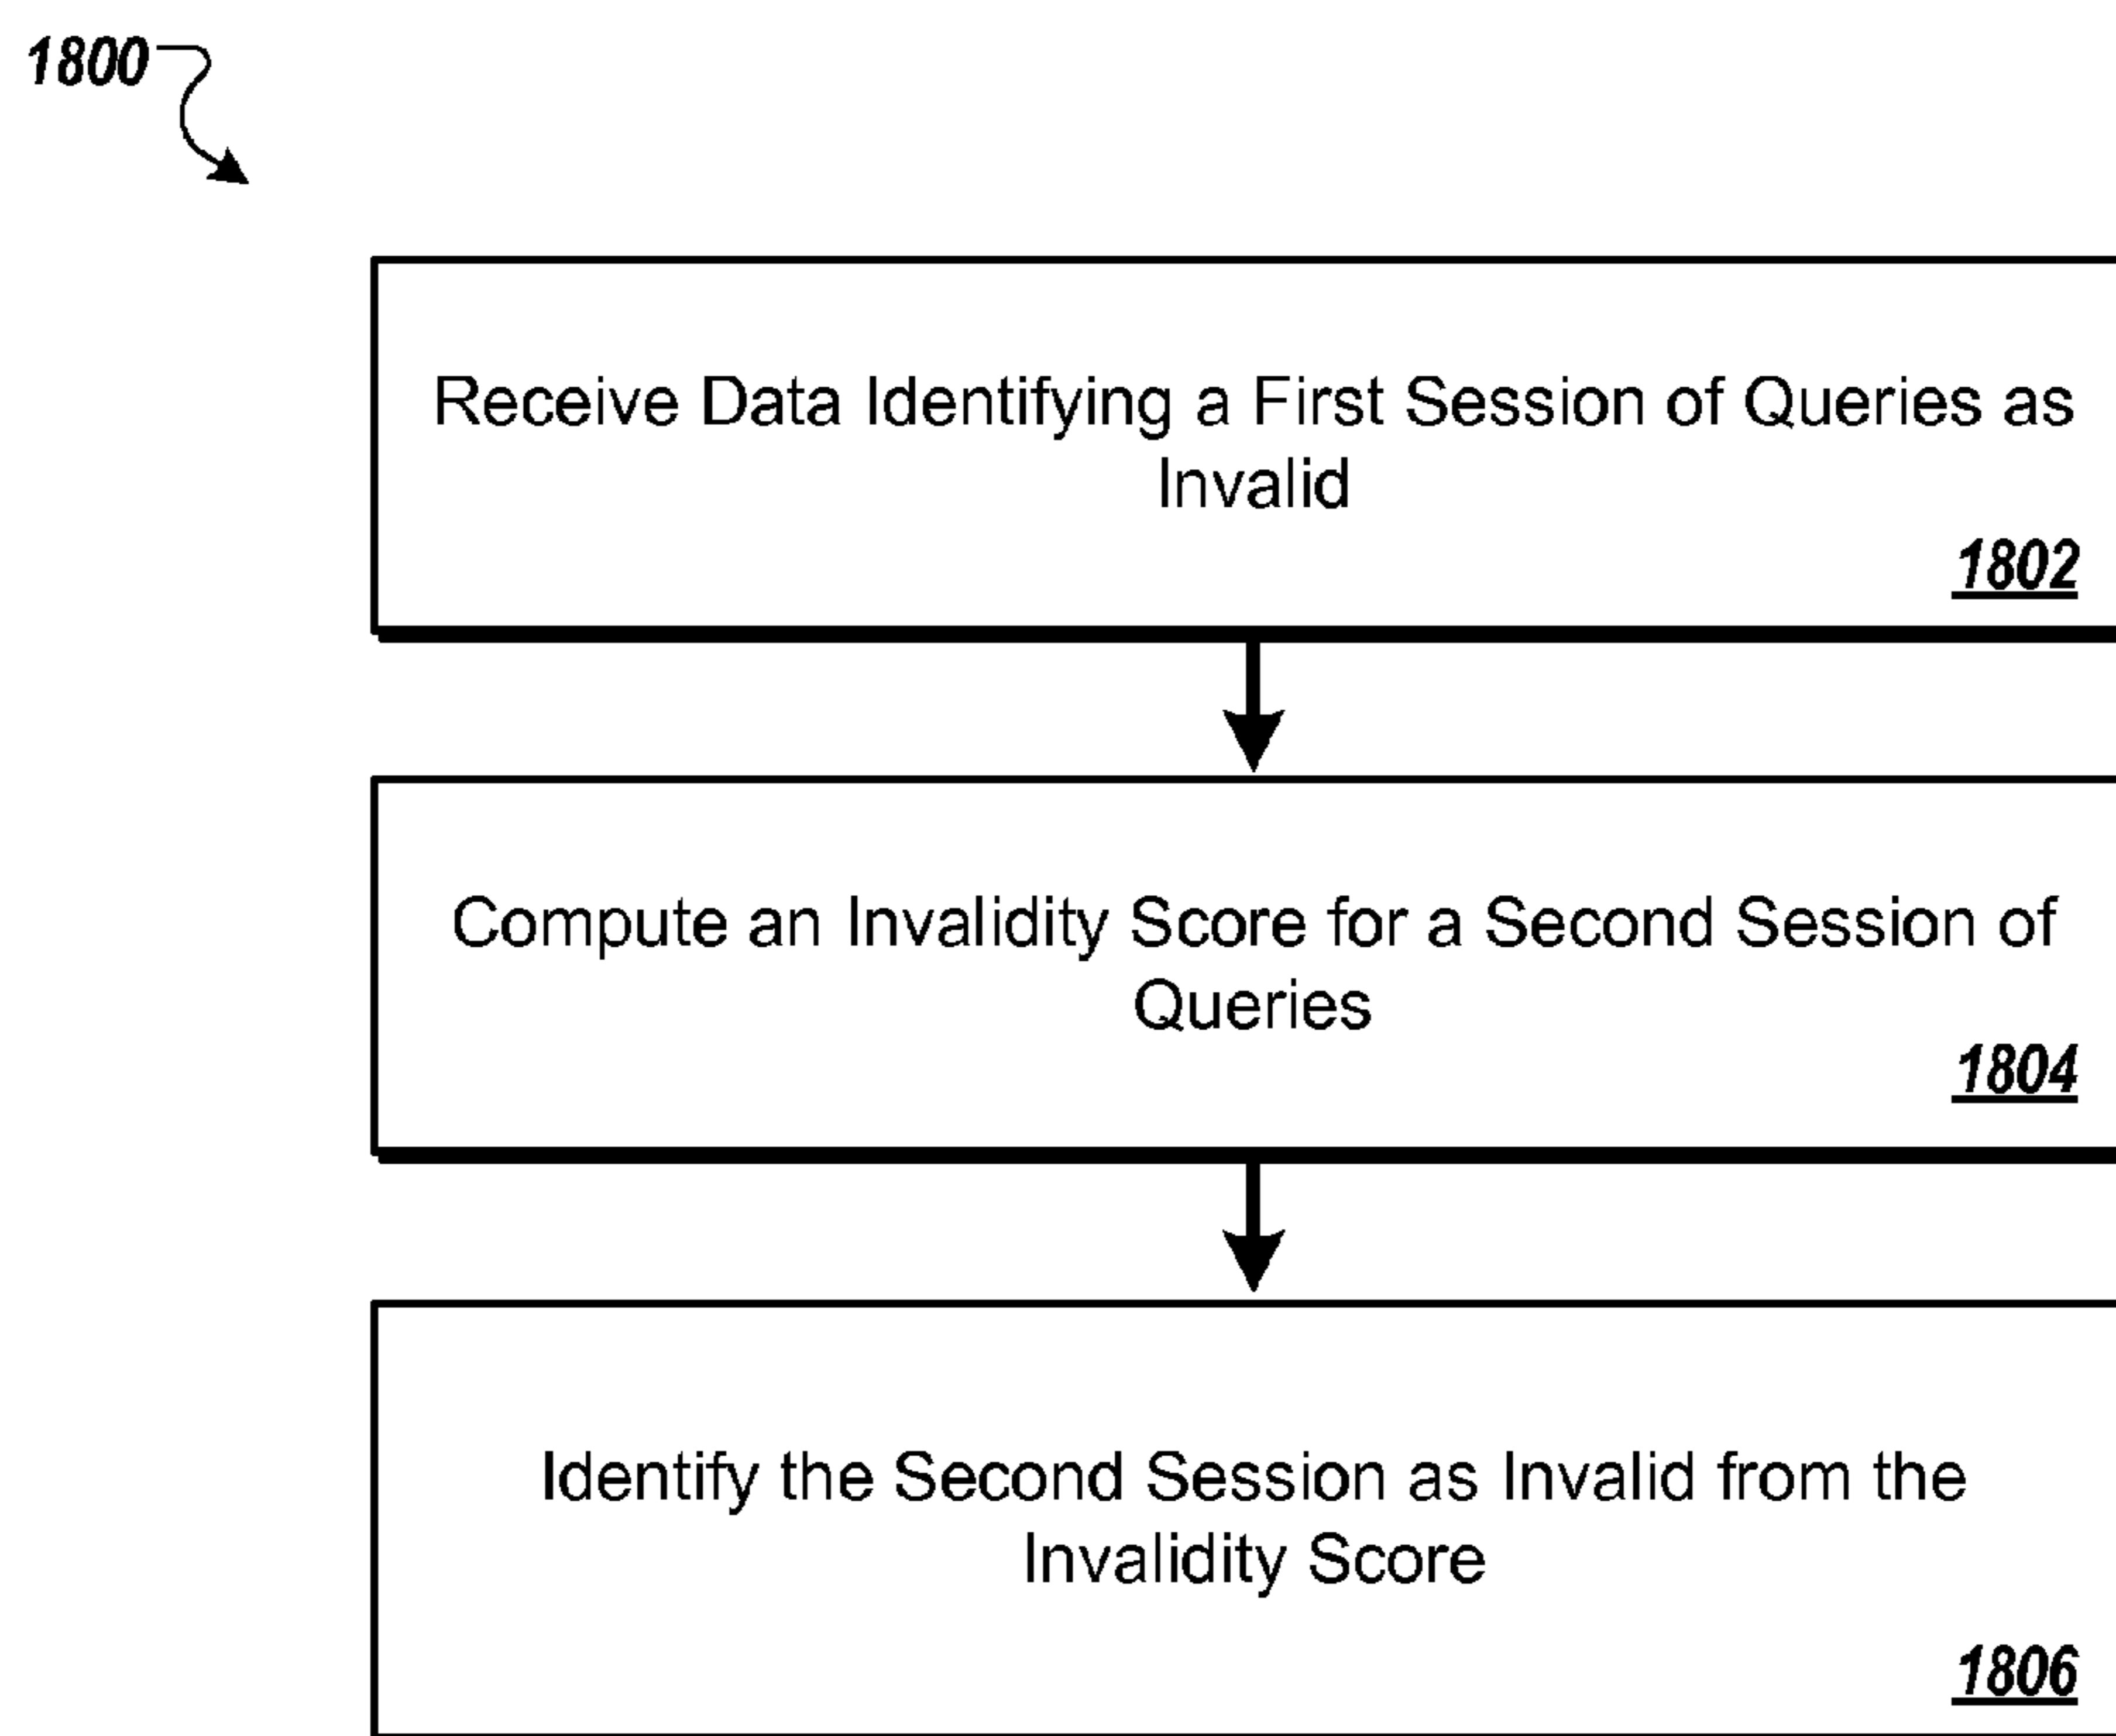 1800
Receive Data Identifying a First Session of Queries as
Invalid
1802
Compute an Invalidity Score for a Second Session of
Queries
1804
Identify the Second Session as Invalid from the
Invalidity Score
1806